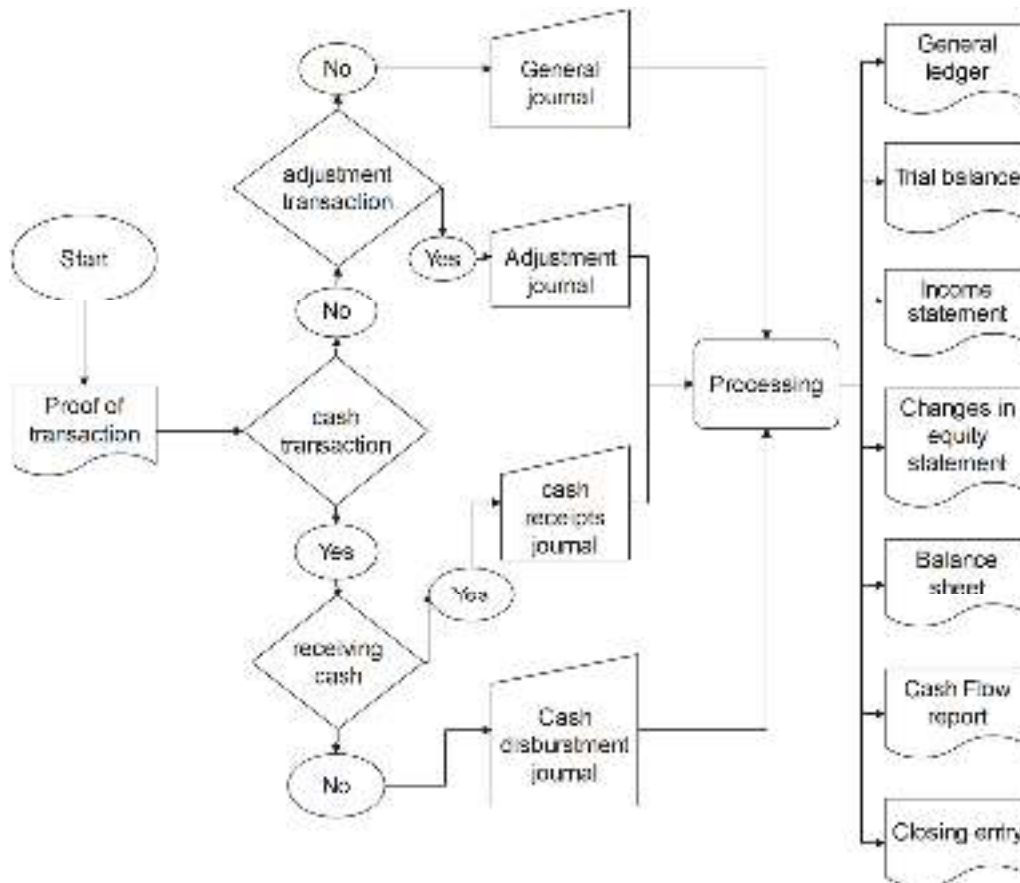 Start
Proof of
transaction
No
adjustment
transaction
Yes
No
cash
transaction
Yes
receiving
cash
Yes
No
General
journal
Adjustment
journal
cash
receipts
journal
Cash
disburstment
journal
Processing
General
ledger
Trial balance
Income
statement
Changes in
equity
statement
Balance
sheet
Cash Flow
report
Closing entry